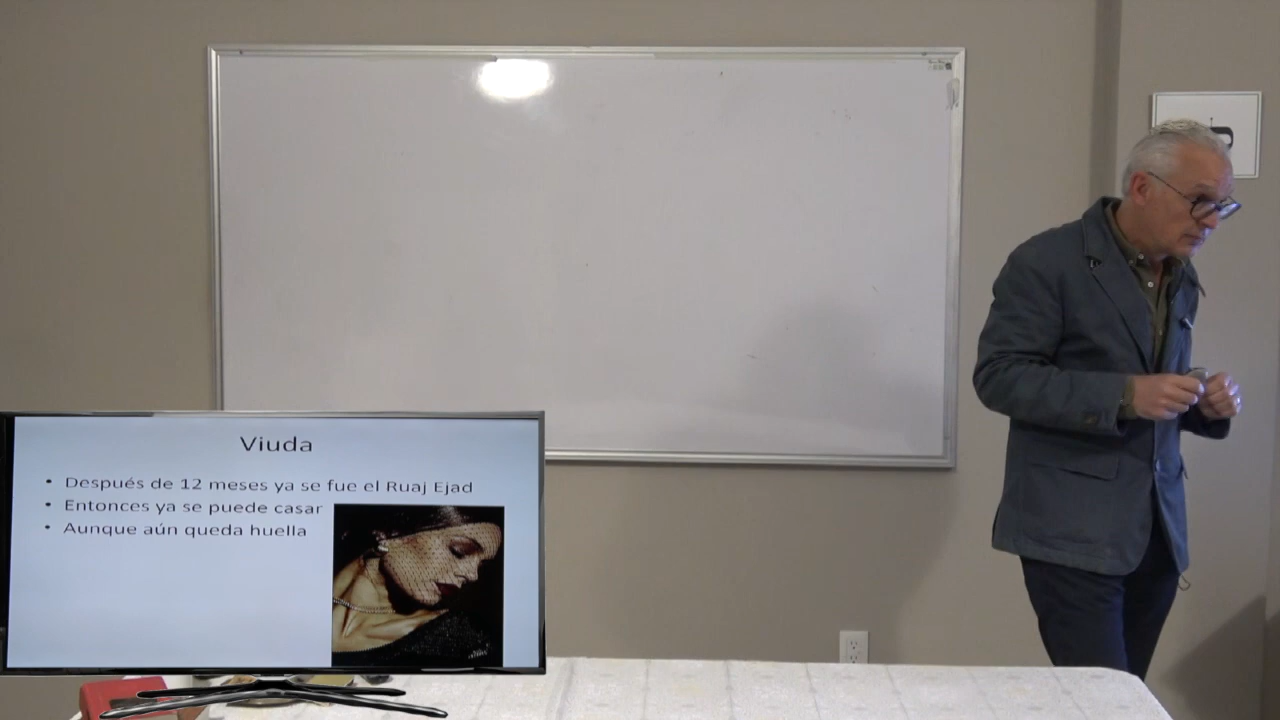 Viuda
• Después de 12 meses ya se fue el Ruaj Ejad
• Entonces ya se puede casar
• Aunque aún queda huella